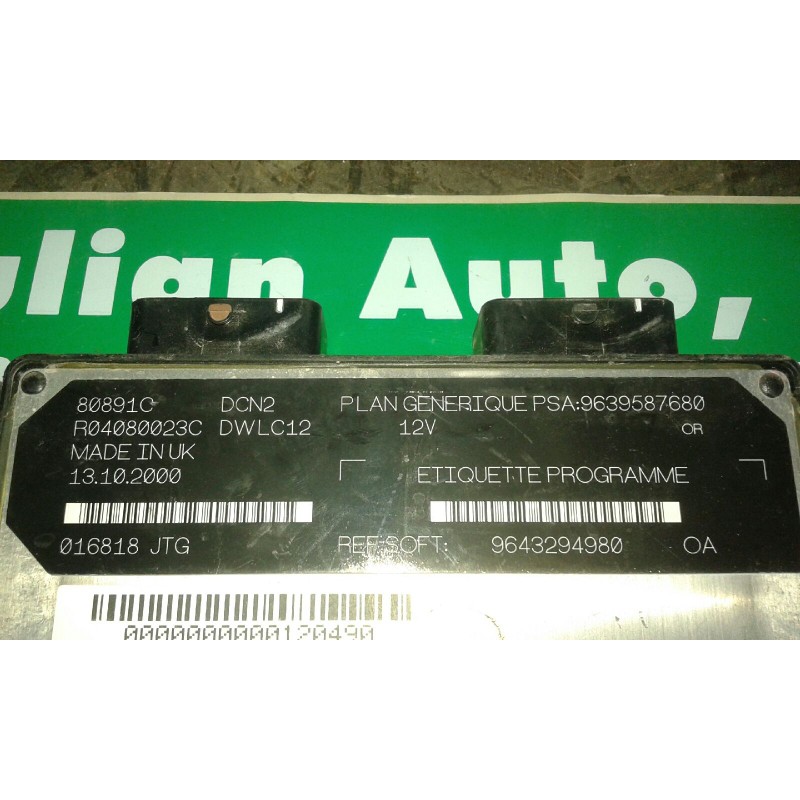 ulian Auto,
80891C DCN2 PLAN GENERIQUE PSA:9639587680
R04080023C DWLC12 12V OR
MADE IN UK
13.10.2000 ETIQUETTE PROGRAMME
016818 JTG REF.SOFT: 9643294980 OA
0000000000120490